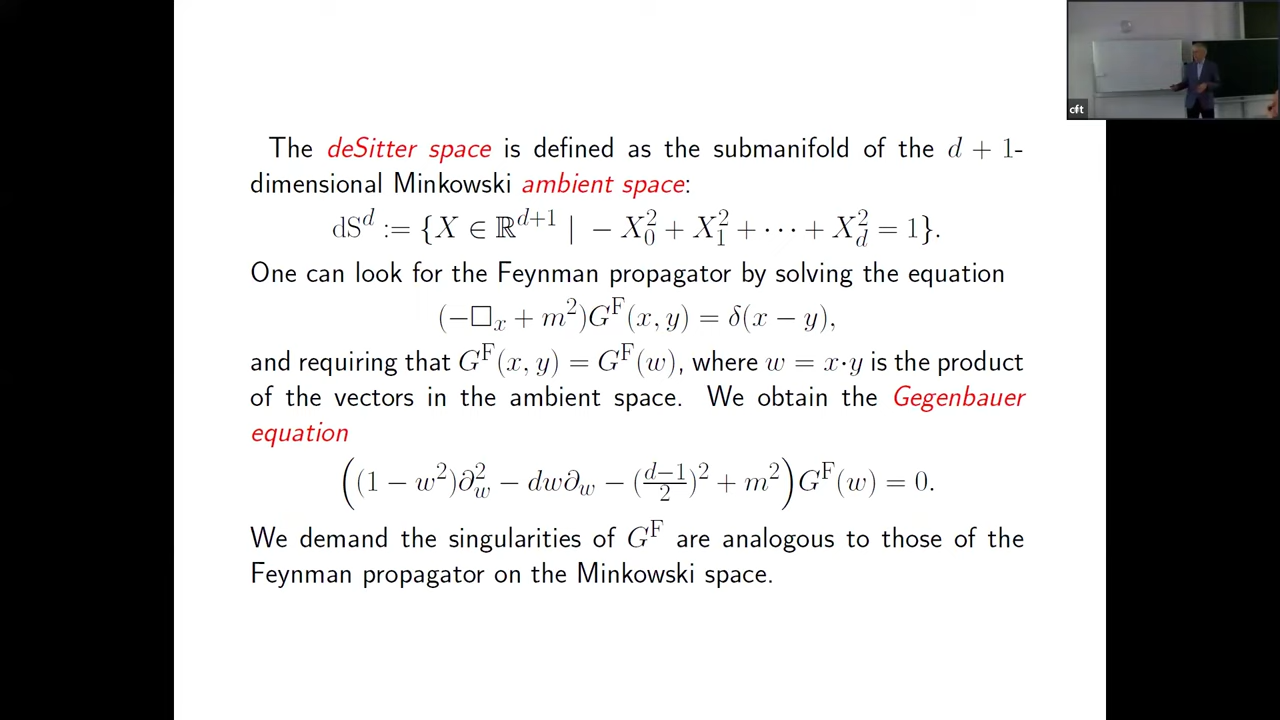 cft
The deSitter space is defined as the submanifold of the d + 1-
dimensional Minkowski ambient space:
dS^d := {X ∈ ℝ^{d+1} | − X_0^2 + X_1^2 + ⋯ + X_d^2 = 1}.
One can look for the Feynman propagator by solving the equation
(−□_x + m^2)G^F(x, y) = δ(x − y),
and requiring that G^F(x, y) = G^F(w), where w = x·y is the product
of the vectors in the ambient space. We obtain the Gegenbauer
equation
((1 − w^2)∂_w^2 − dw∂_w − (\frac{d−1}{2})^2 + m^2)G^F(w) = 0.
We demand the singularities of G^F are analogous to those of the
Feynman propagator on the Minkowski space.